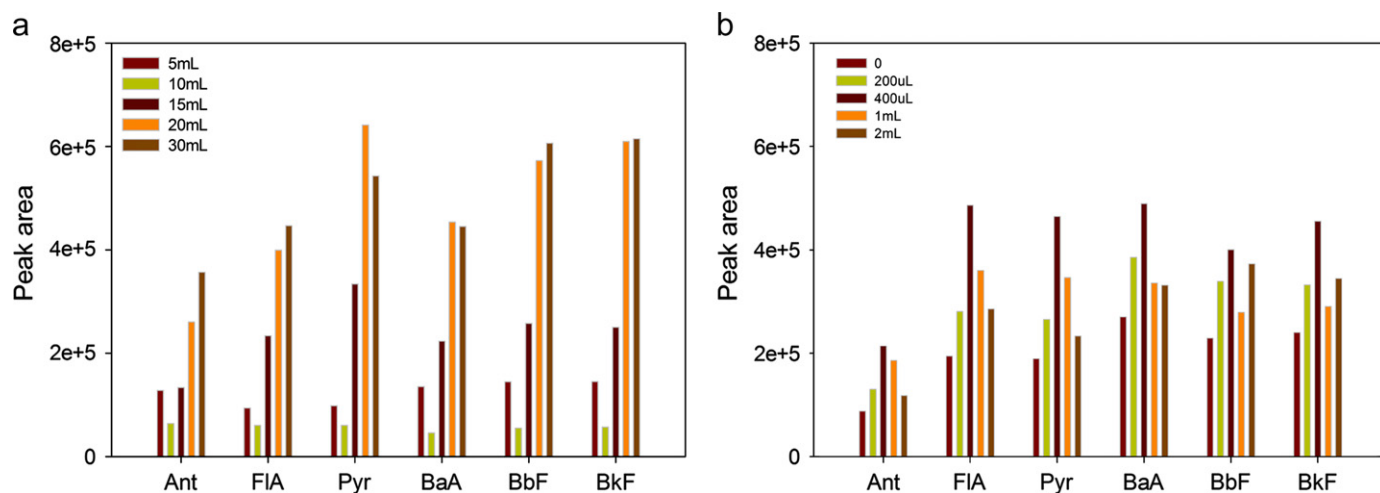 a
8e+5
6e+5
4e+5
2e+5
0
Peak area
5mL
10mL
15mL
20mL
30mL
Ant FlA Pyr BaA BbF BkF
b
8e+5
6e+5
4e+5
2e+5
0
Peak area
0
200uL
400uL
1mL
2mL
Ant FlA Pyr BaA BbF BkF